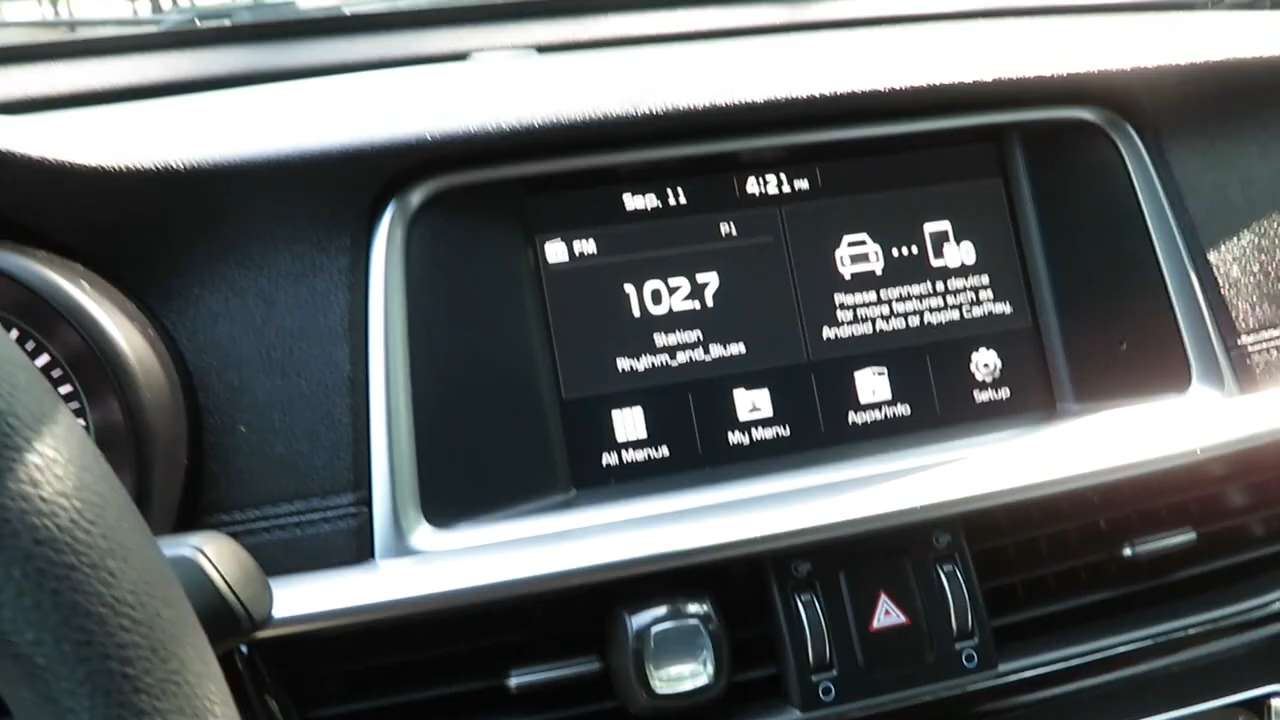 Sep. 11
4:21 PM
FM
P1
102.7
Station
Rhythm_and_Blues
Please connect a device
for more features such as
Android Auto or Apple CarPlay.
All Menus
My Menu
Apps/Info
Setup